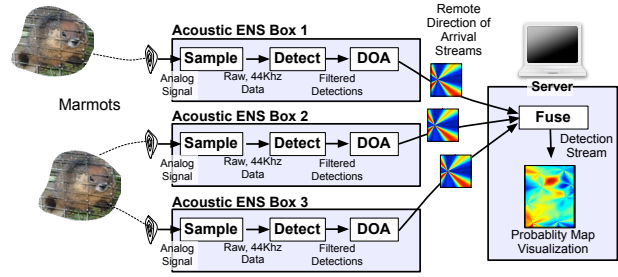 Acoustic ENS Box 1
Sample
Detect
DOA
Analog
Signal
Raw, 44Khz
Data
Filtered
Detections
Remote
Direction of
Arrival
Streams
Marmots
Acoustic ENS Box 2
Sample
Detect
DOA
Analog
Signal
Raw, 44Khz
Data
Filtered
Detections
Acoustic ENS Box 3
Sample
Detect
DOA
Analog
Signal
Raw, 44Khz
Data
Filtered
Detections
Server
Fuse
Detection
Stream
Probablity Map
Visualization